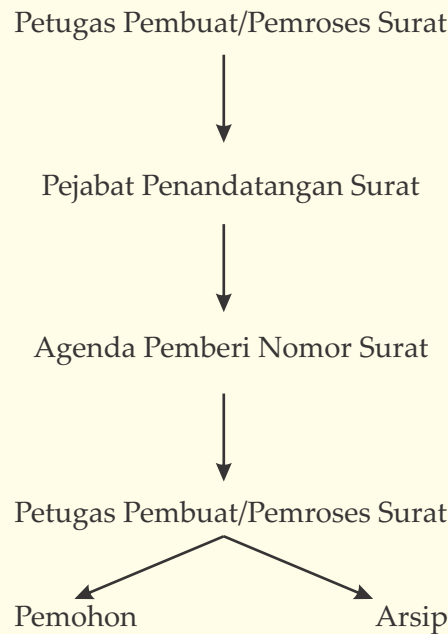 Petugas Pembuat/Pemroses Surat
Pejabat Penandatangan Surat
Agenda Pemberi Nomor Surat
Petugas Pembuat/Pemroses Surat
Pemohon
Arsip